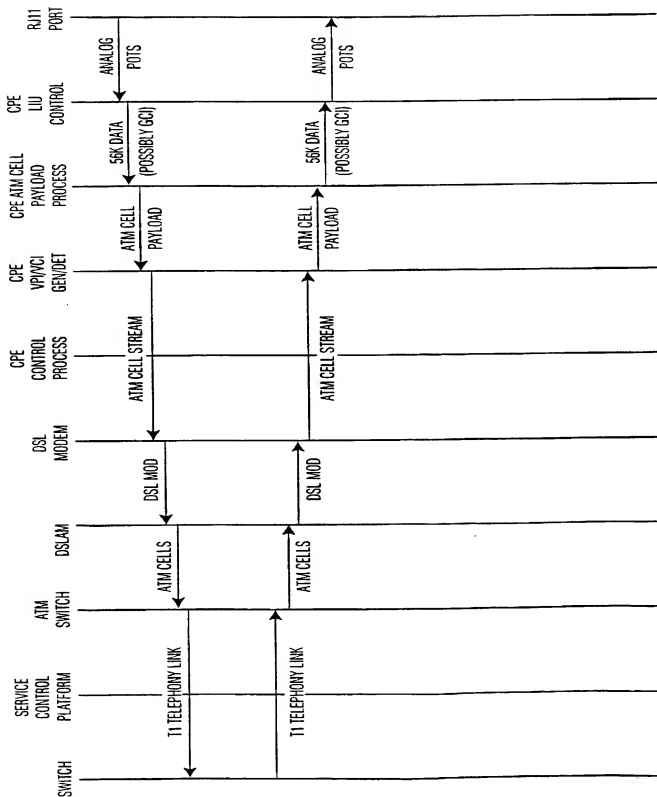 SWITCH
SERVICE
CONTROL
PLATFORM
ATM
SWITCH
DSLAM
DSL
MODEM
CPE
CONTROL
PROCESS
CPE
VPI/VCI
GEN/DET
CPE ATM CELL
PAYLOAD
PROCESS
CPE
LIU
CONTROL
RJ11
PORT
ANALOG
POTS
56K DATA
(POSSIBLY GCI)
ATM CELL
PAYLOAD
ATM CELL STREAM
DSL MOD
ATM CELLS
T1 TELEPHONY LINK
T1 TELEPHONY LINK
ATM CELLS
DSL MOD
ATM CELL STREAM
ATM CELL
PAYLOAD
56K DATA
(POSSIBLY GCI)
ANALOG
POTS